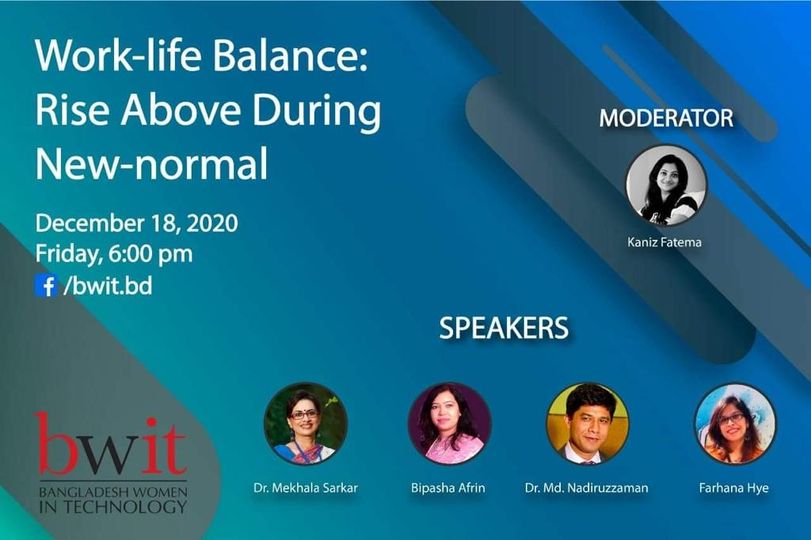 Work-life Balance:
Rise Above During
New-normal
December 18, 2020
Friday, 6:00 pm
f /bwit.bd
MODERATOR
Kaniz Fatema
SPEAKERS
Dr. Mekhala Sarkar
Bipasha Afrin
Dr. Md. Nadiruzzaman
Farhana Hye
bwit
BANGLADESH WOMEN
IN TECHNOLOGY